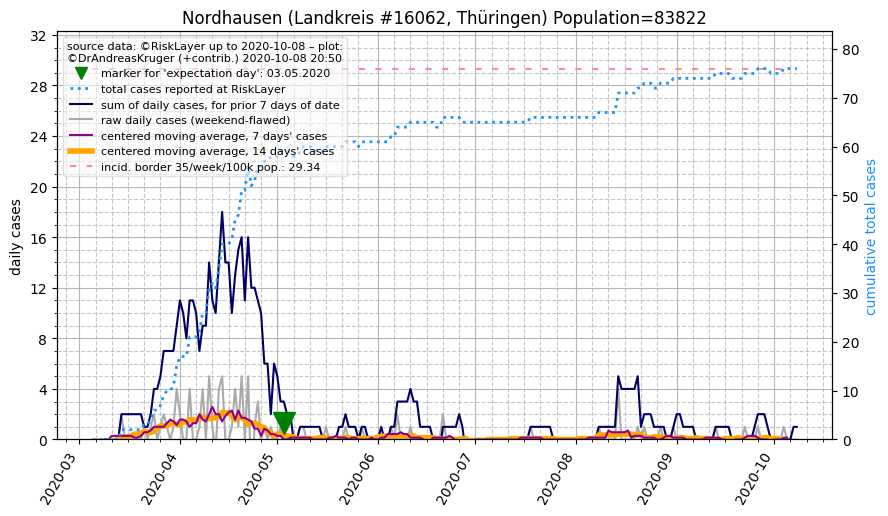 Nordhausen (Landkreis #16062, Thüringen) Population=83822
source data: ©RiskLayer up to 2020-10-08 – plot:
©DrAndreasKruger (+contrib.) 2020-10-08 20:50
marker for 'expectation day': 03.05.2020
total cases reported at RiskLayer
sum of daily cases, for prior 7 days of date
raw daily cases (weekend-flawed)
centered moving average, 7 days' cases
centered moving average, 14 days' cases
incid. border 35/week/100k pop.: 29.34
daily cases
32
28
24
20
16
12
8
4
0
cumulative total cases
80
70
60
50
40
30
20
10
0
2020-03
2020-04
2020-05
2020-06
2020-07
2020-08
2020-09
2020-10